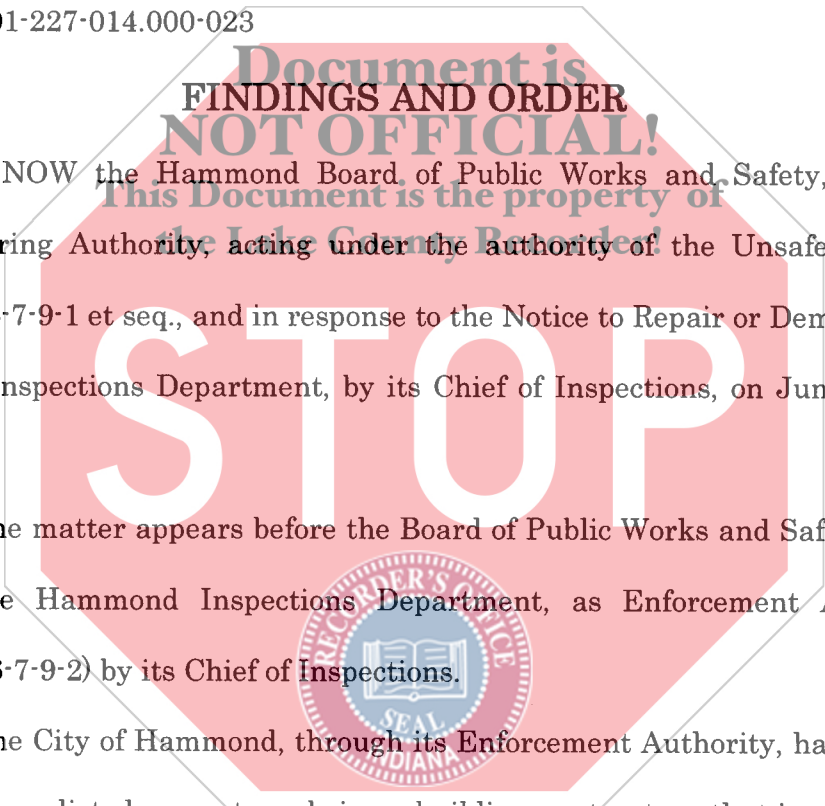 01-227-014.000-023
Document is
FINDINGS AND ORDER
NOT OFFICIAL!
NOW the Hammond Board of Public Works and Safety,
This Document is the property of
ring Authority, acting under the authority of the Unsafe
the Lake County Recorder!
-7-9-1 et seq., and in response to the Notice to Repair or Dem
nspections Department, by its Chief of Inspections, on Jun
STOP
e matter appears before the Board of Public Works and Saf
e Hammond Inspections Department, as Enforcement
-7-9-2) by its Chief of Inspections.
RECORDER'S OFFICE
SEAL
INDIANA
e City of Hammond, through its Enforcement Authority, ha